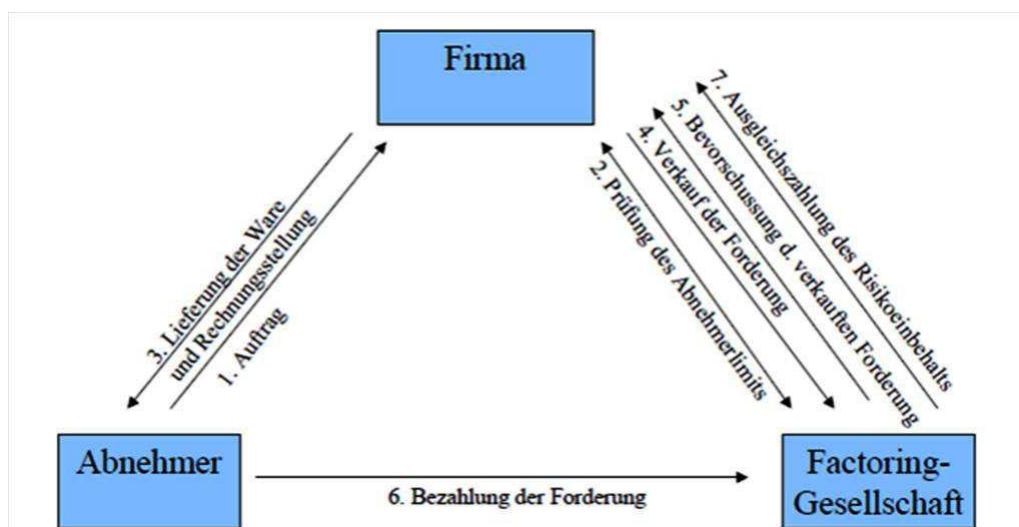 Firma
3. Lieferung der Ware
und Rechnungsstellung
1. Auftrag
2. Prüfung des Abnehmerlimits
4. Verkauf der Forderung
5. Bevorschussung d. verkauften Forderung
7. Ausgleichszahlung des Risikoeinbehalts
Abnehmer
6. Bezahlung der Forderung
Factoring-
Gesellschaft